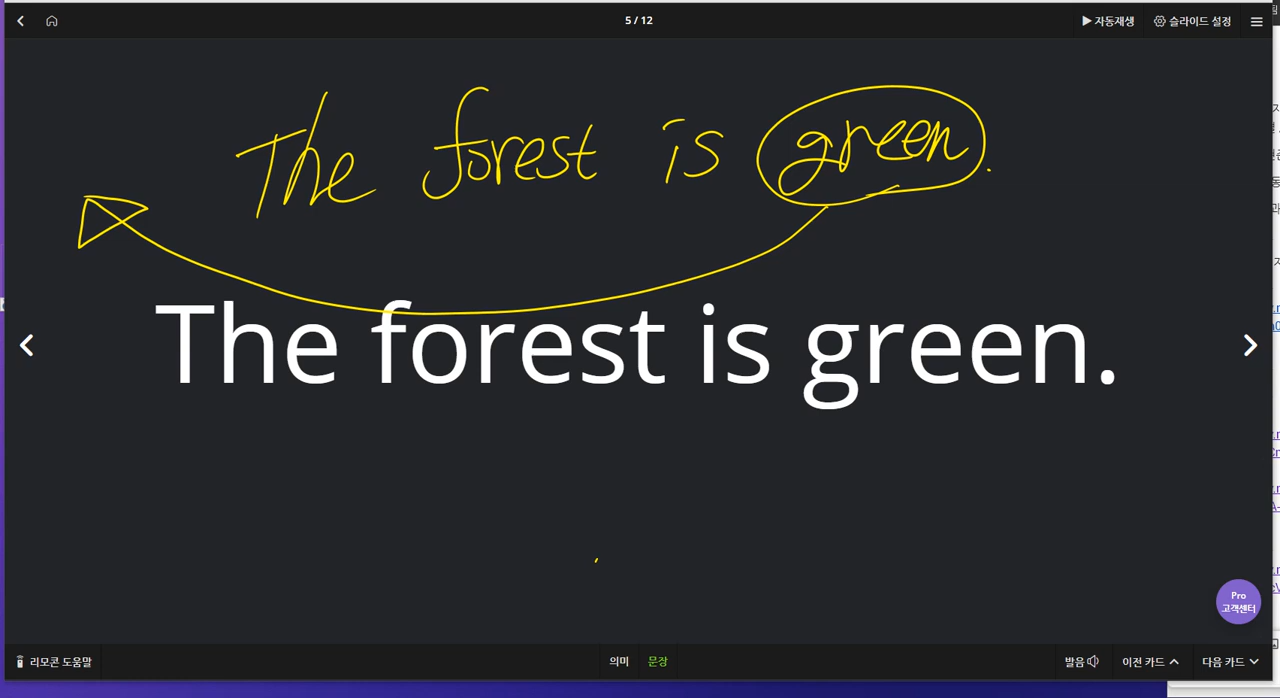 5 / 12
자동재생
슬라이드 설정
The forest is green.
The forest is green.
Pro
고객센터
리모콘 도움말
의미
문장
발음
이전 카드
다음 카드